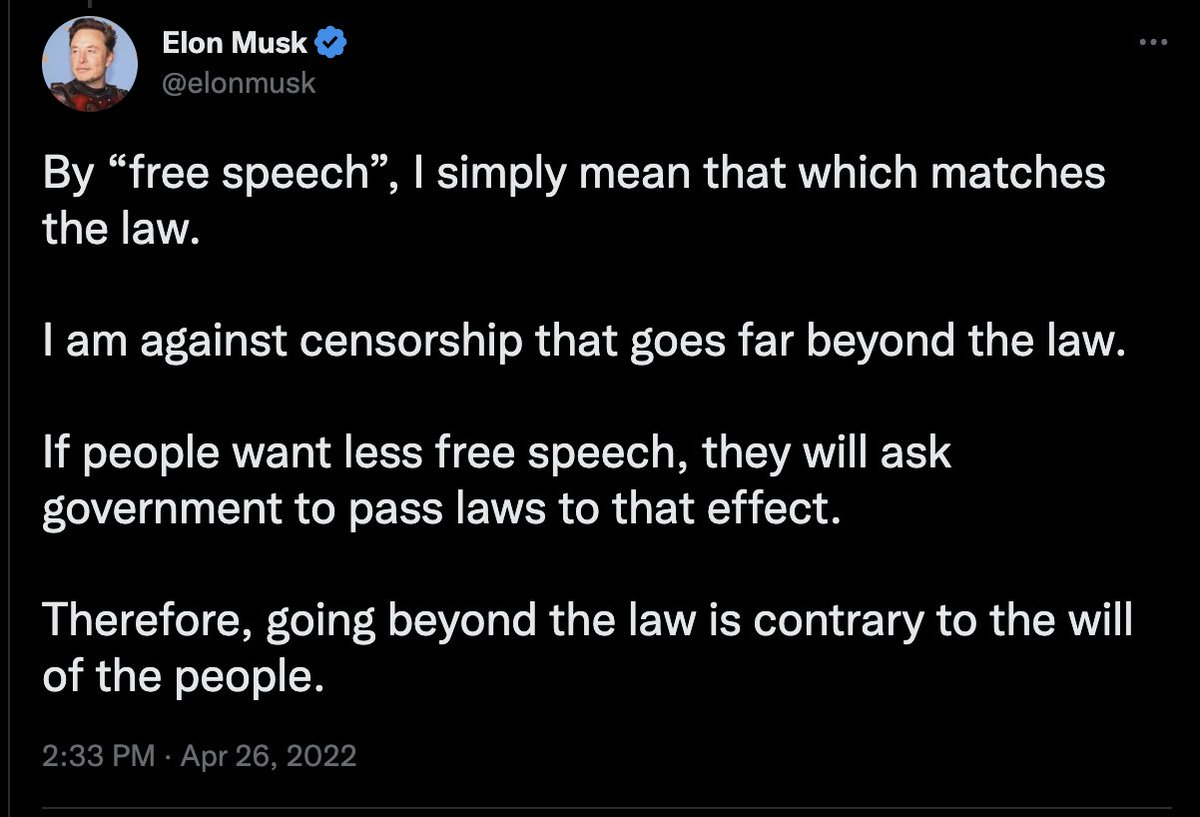 Elon Musk
@elonmusk
By “free speech”, I simply mean that which matches
the law.
I am against censorship that goes far beyond the law.
If people want less free speech, they will ask
government to pass laws to that effect.
Therefore, going beyond the law is contrary to the will
of the people.
2:33 PM · Apr 26, 2022